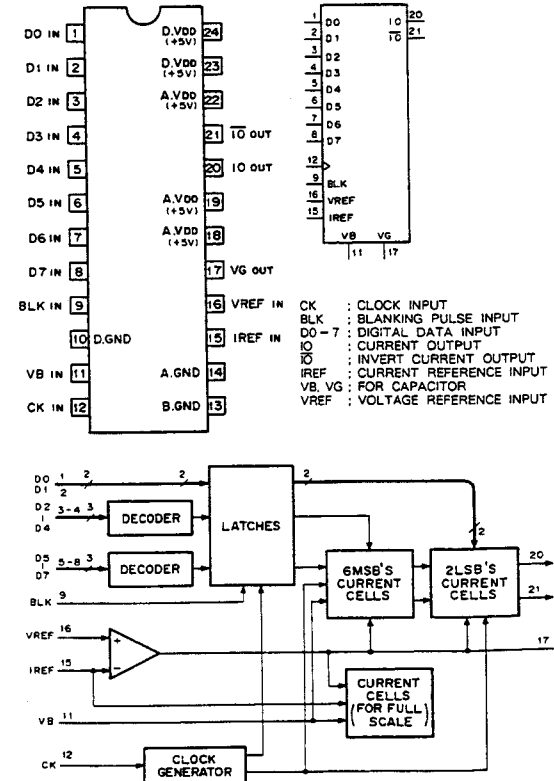 D0 IN 1
D1 IN 2
D2 IN 3
D3 IN 4
D4 IN 5
D5 IN 6
D6 IN 7
D7 IN 8
BLK IN 9
10 D.GND
VB IN 11
CK IN 12
D.VDD 24
(+5V)
D.VDD 23
(+5V)
A.VDD 22
(+5V)
21 I̅O̅ OUT
20 IO OUT
A.VDD 19
(+5V)
A.VDD 18
(+5V)
17 VG OUT
16 VREF IN
15 IREF IN
A.GND 14
B.GND 13
1 D0 IO 20
2 D1 I̅O̅ 21
3 D2
4 D3
5 D4
6 D5
7 D6
8 D7
12
9 BLK
16 VREF
15 IREF
VB VG
11 17
CK : CLOCK INPUT
BLK : BLANKING PULSE INPUT
D0-7 : DIGITAL DATA INPUT
IO : CURRENT OUTPUT
I̅O̅ : INVERT CURRENT OUTPUT
IREF : CURRENT REFERENCE INPUT
VB, VG : FOR CAPACITOR
VREF : VOLTAGE REFERENCE INPUT
D0 1 2 2 2
D1 2
D2 3-4 3
D4
DECODER
LATCHES
D5 5-8 3
D7
DECODER
2
6MSB'S
CURRENT
CELLS
2LSB'S
CURRENT
CELLS
20
21
BLK 9
VREF 16
+
IREF 15
-
17
CURRENT
CELLS
(FOR FULL
SCALE)
VB 11
CK 12
CLOCK
GENERATOR